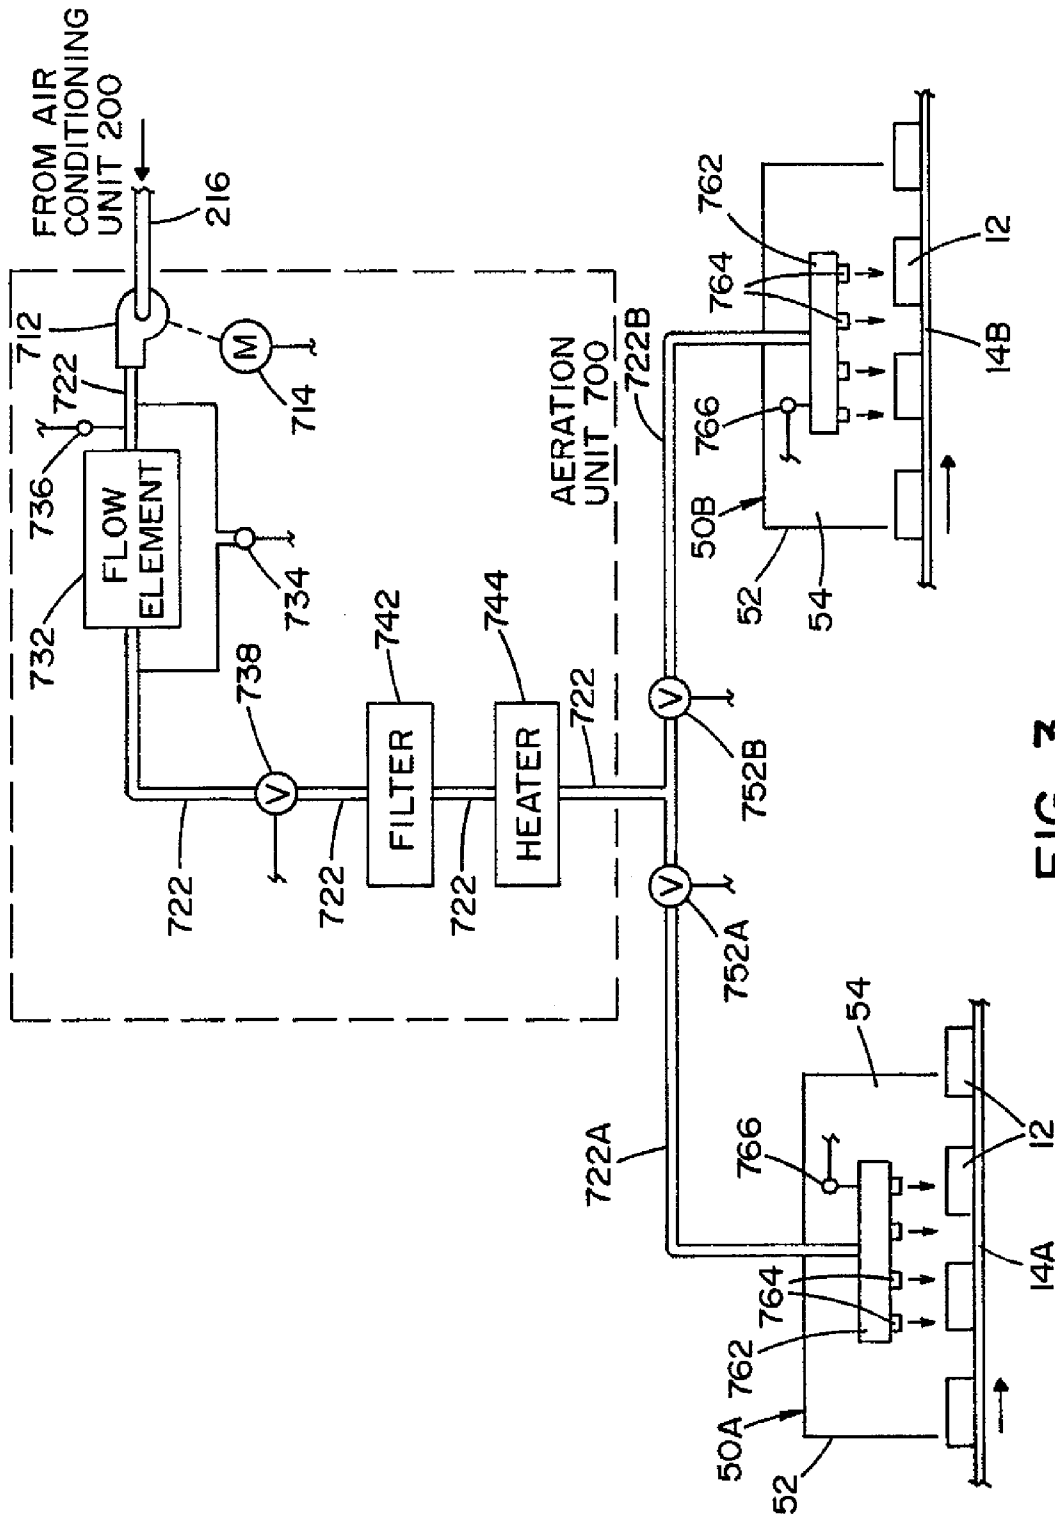 FROM AIR
CONDITIONING
UNIT 200
216
712
722
736
M
714
732
FLOW
ELEMENT
734
738
V
722
722
742
FILTER
744
HEATER
722
722
AERATION
UNIT 700
V
752A
V
752B
722A
722B
50A
52
54
762
764
766
12
14A
50B
52
54
762
764
766
12
14B
FIG. 3